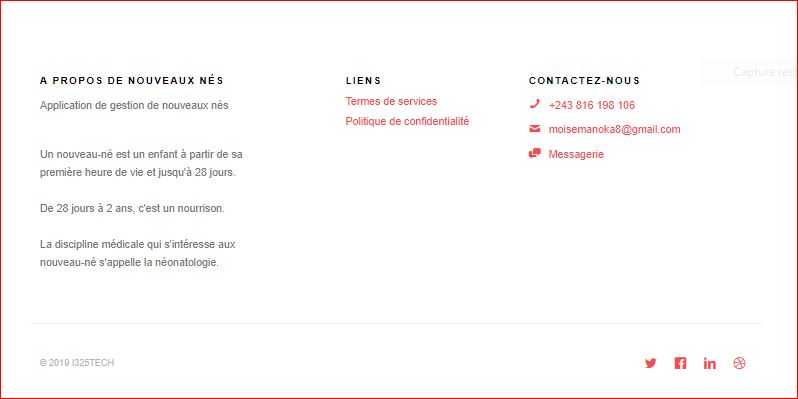 A PROPOS DE NOUVEAUX NÉS
Application de gestion de nouveaux nés
Un nouveau-né est un enfant à partir de sa
première heure de vie et jusqu'à 28 jours.
De 28 jours à 2 ans, c'est un nourrison.
La discipline médicale qui s'intéresse aux
nouveau-né s'appelle la néonatologie.
LIENS
Termes de services
Politique de confidentialité
CONTACTEZ-NOUS
+243 816 198 106
moisemanoka8@gmail.com
Messagerie
Capture rect
© 2019 I325TECH